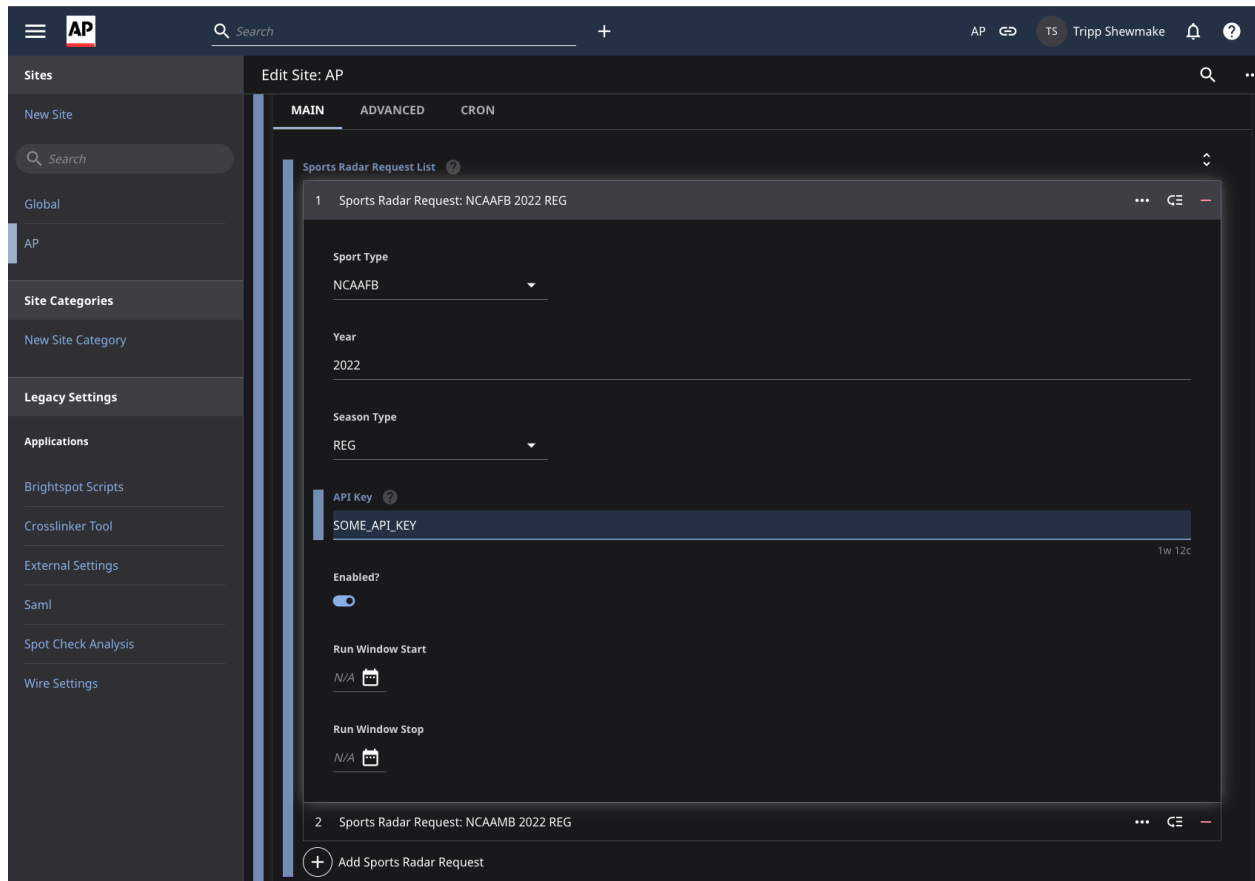 AP
Search
AP
TS
Tripp Shewmake
Sites
New Site
Search
Global
AP
Site Categories
New Site Category
Legacy Settings
Applications
Brightspot Scripts
Crosslinker Tool
External Settings
Saml
Spot Check Analysis
Wire Settings
Edit Site: AP
MAIN ADVANCED CRON
Sports Radar Request List
1 Sports Radar Request: NCAAFB 2022 REG
Sport Type
NCAAFB
Year
2022
Season Type
REG
API Key
SOME_API_KEY
1w 12c
Enabled?
Run Window Start
N/A
Run Window Stop
N/A
2 Sports Radar Request: NCAAMB 2022 REG
Add Sports Radar Request